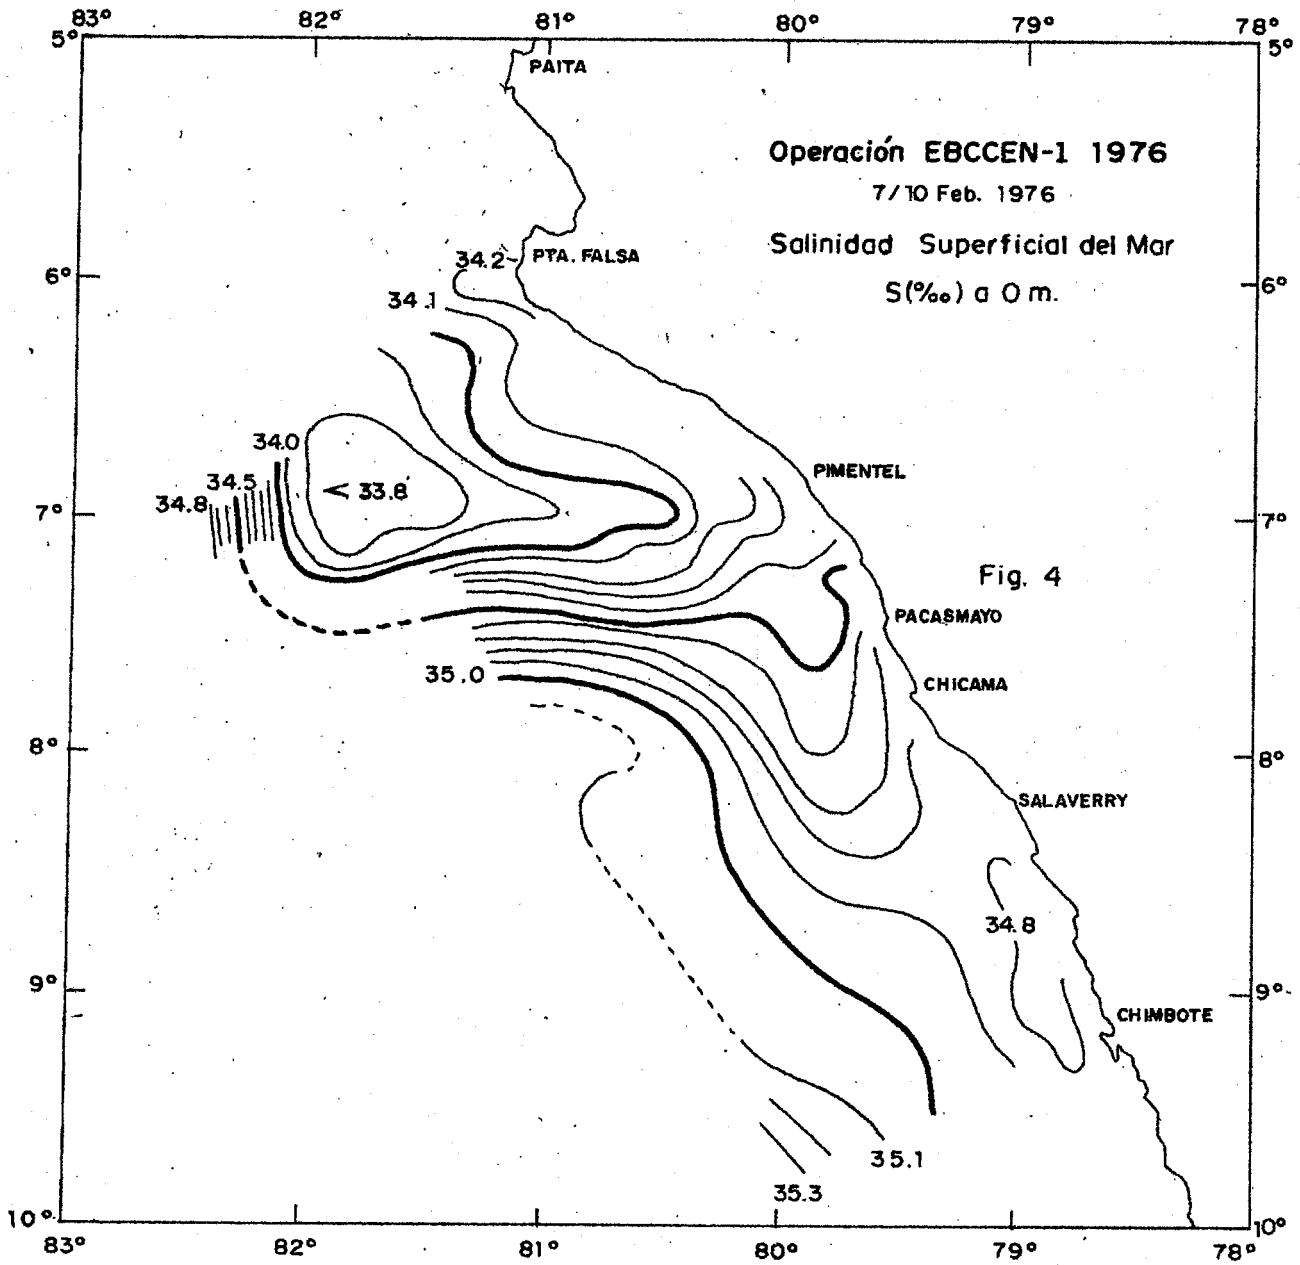 83° 82° 81° 80° 79° 78°
5° 5°
PAITA
Operación EBCCEN-1 1976
7/10 Feb. 1976
Salinidad Superficial del Mar
S(‰) a 0 m.
34.2 PTA. FALSA
6° 6°
34.1
34.0
PIMENTEL
34.5
< 33.8
34.8
7° 7°
Fig. 4
PACASMAYO
35.0
CHICAMA
8° 8°
SALAVERRY
34.8
9° 9°
CHIMBOTE
35.1
35.3
10° 10°
83° 82° 81° 80° 79° 78°